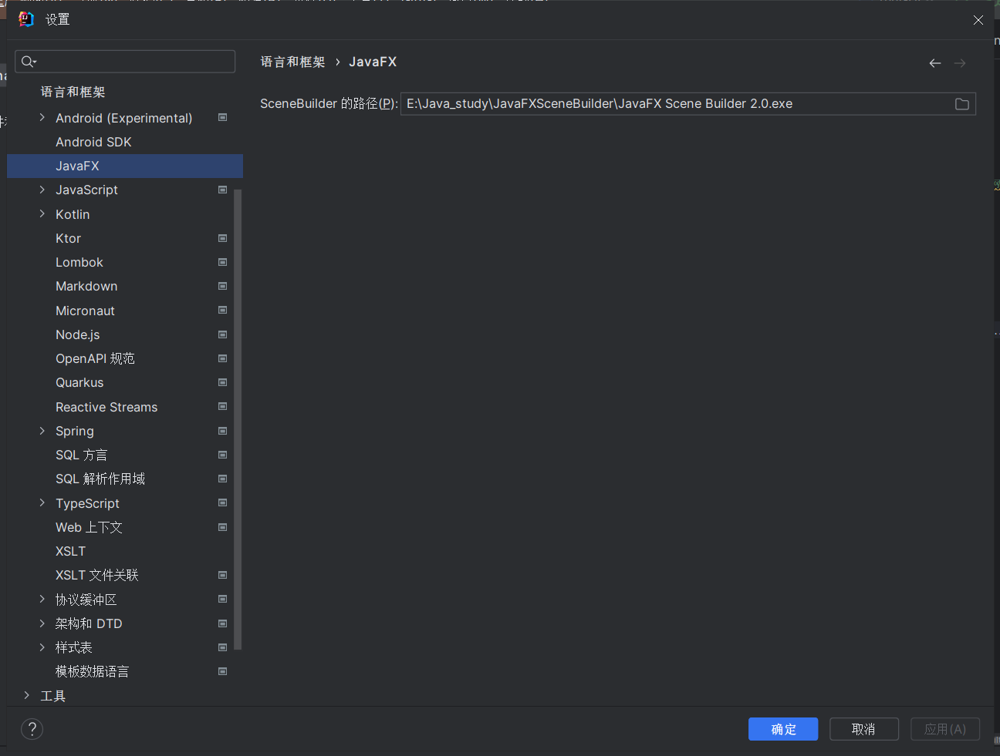 设置
语言和框架 › JavaFX
SceneBuilder 的路径(P): E:\Java_study\JavaFXSceneBuilder\JavaFX Scene Builder 2.0.exe
语言和框架
Android (Experimental)
Android SDK
JavaFX
JavaScript
Kotlin
Ktor
Lombok
Markdown
Micronaut
Node.js
OpenAPI 规范
Quarkus
Reactive Streams
Spring
SQL 方言
SQL 解析作用域
TypeScript
Web 上下文
XSLT
XSLT 文件关联
协议缓冲区
架构和 DTD
样式表
模板数据语言
工具
?
确定
取消
应用(A)